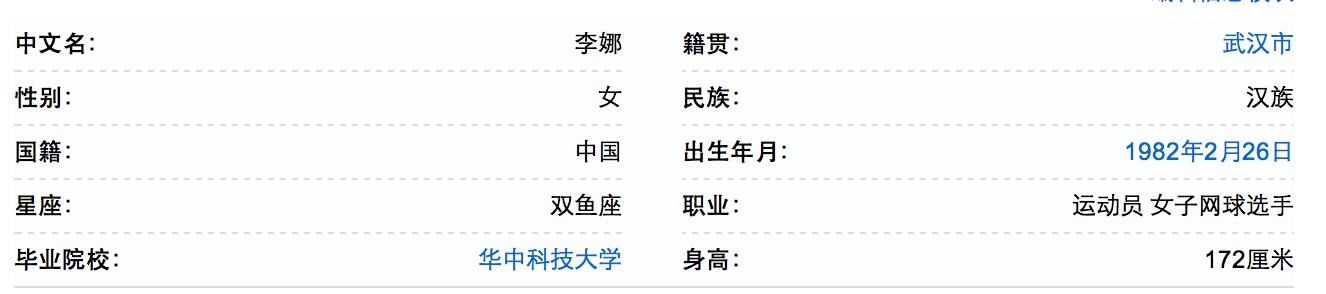 中文名： 李娜 籍贯： 武汉市
性别： 女 民族： 汉族
国籍： 中国 出生年月： 1982年2月26日
星座： 双鱼座 职业： 运动员 女子网球选手
毕业院校： 华中科技大学 身高： 172厘米